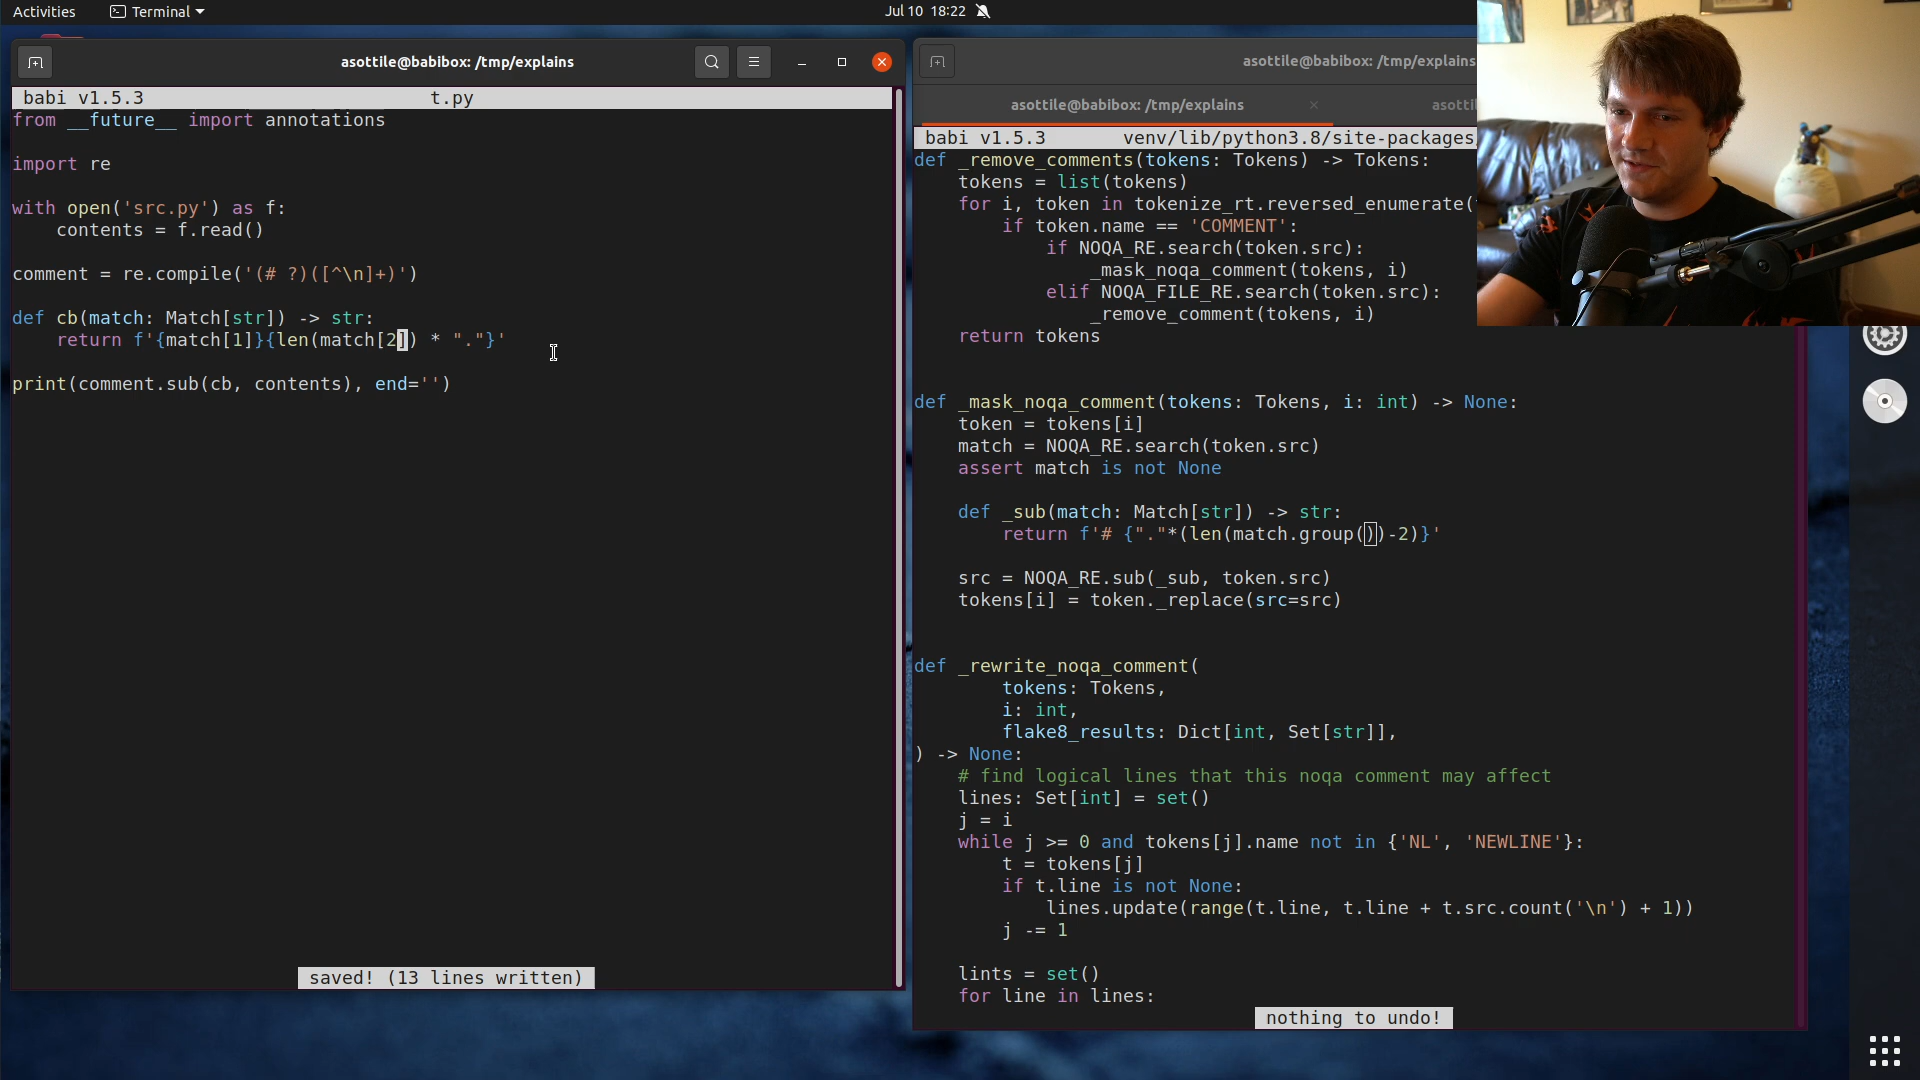 Activities
Terminal
Jul 10 18:22
asottile@babibox: /tmp/explains
babi v1.5.3 t.py
from __future__ import annotations
import re
with open('src.py') as f:
    contents = f.read()
comment = re.compile('(# ?)([^\n]+)')
def cb(match: Match[str]) -> str:
    return f'{match[1]}{len(match[2]) * "."}'
print(comment.sub(cb, contents), end='')
saved! (13 lines written)
asottile@babibox: /tmp/explains
asottile@babibox: /tmp/explains
babi v1.5.3 venv/lib/python3.8/site-packages
def _remove_comments(tokens: Tokens) -> Tokens:
    tokens = list(tokens)
    for i, token in tokenize_rt.reversed_enumerate(
        if token.name == 'COMMENT':
            if NOQA_RE.search(token.src):
                _mask_noqa_comment(tokens, i)
            elif NOQA_FILE_RE.search(token.src):
                _remove_comment(tokens, i)
    return tokens
def _mask_noqa_comment(tokens: Tokens, i: int) -> None:
    token = tokens[i]
    match = NOQA_RE.search(token.src)
    assert match is not None
    def _sub(match: Match[str]) -> str:
        return f'# {"."*(len(match.group())-2)}'
    src = NOQA_RE.sub(_sub, token.src)
    tokens[i] = token._replace(src=src)
def _rewrite_noqa_comment(
        tokens: Tokens,
        i: int,
        flake8_results: Dict[int, Set[str]],
) -> None:
    # find logical lines that this noqa comment may affect
    lines: Set[int] = set()
    j = i
    while j >= 0 and tokens[j].name not in {'NL', 'NEWLINE'}:
        t = tokens[j]
        if t.line is not None:
            lines.update(range(t.line, t.line + t.src.count('\n') + 1))
        j -= 1
    lints = set()
    for line in lines:
nothing to undo!